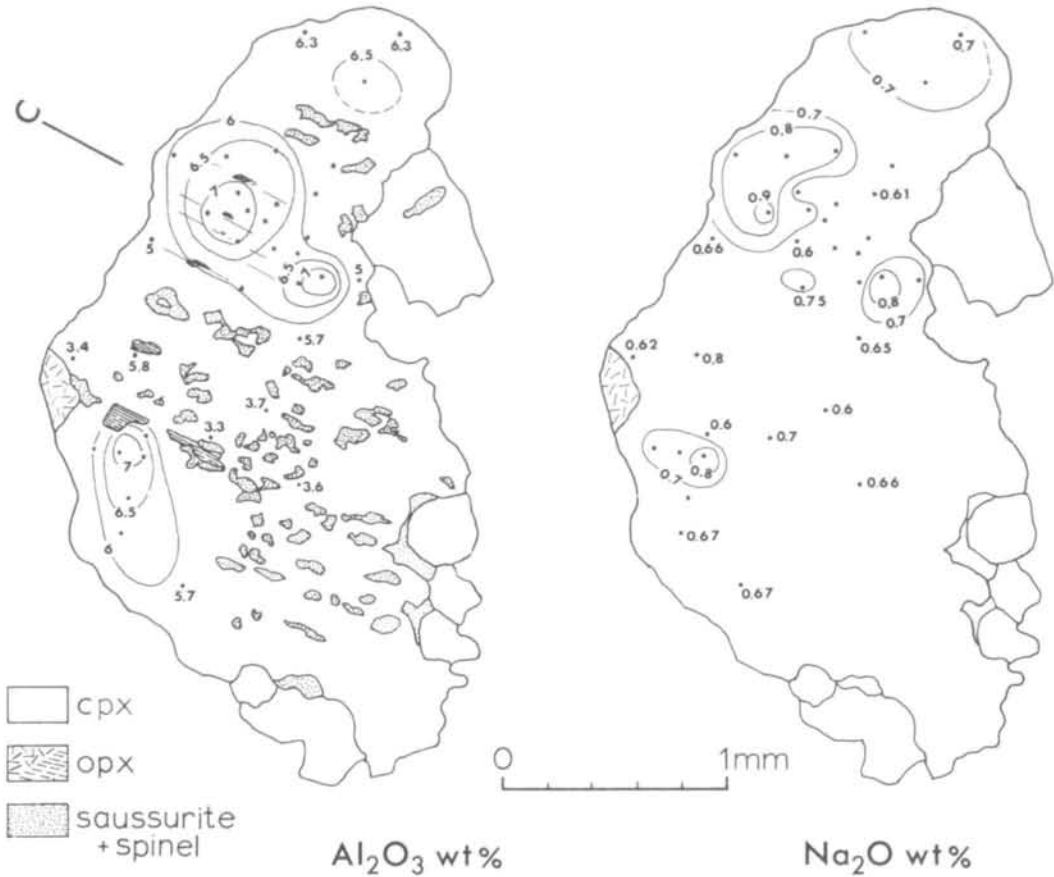 6.3 6.3 0.7
6.5 0.7
C
6 0.7
0.8
6.5
7 0.9 0.61
5 0.66 0.6
6.5 7 5 0.75 0.8
0.7
5.7 0.65
3.4 5.8 0.62 0.8
3.7 0.6
3.3 0.6 0.7
7 0.7 0.8
3.6 0.66
6.5
6 0.67
5.7 0.67
cpx
opx
saussurite
+ spinel
0 1mm
Al₂O₃ wt% Na₂O wt%